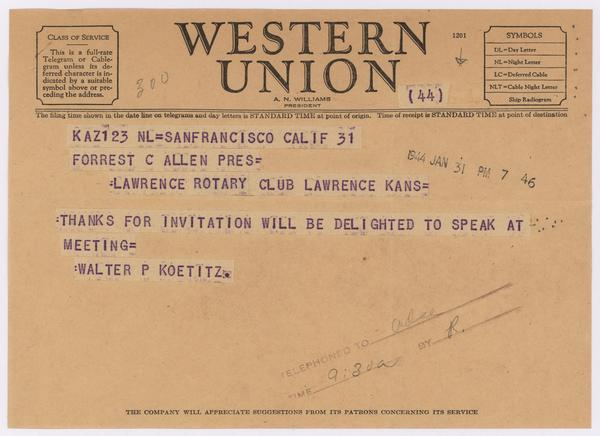 CLASS OF SERVICE
This is a full-rate
Telegram or Cable-
gram unless its de-
ferred character is in-
dicated by a suitable
symbol above or pre-
ceding the address.
300
WESTERN
UNION
A. N. WILLIAMS
PRESIDENT
1201
(44)
SYMBOLS
DL=Day Letter
NL=Night Letter
LC=Deferred Cable
NLT=Cable Night Letter
Ship Radiogram
The filing time shown in the date line on telegrams and day letters is STANDARD TIME at point of origin. Time of receipt is STANDARD TIME at point of destination
KAZ123 NL=SANFRANCISCO CALIF 31
1944 JAN 31 PM 7 46
FORREST C ALLEN PRES=
:LAWRENCE ROTARY CLUB LAWRENCE KANS=
:THANKS FOR INVITATION WILL BE DELIGHTED TO SPEAK AT
MEETING=
:WALTER P KOETITZ.
TELEPHONED TO
TIME 9:30a BY R.
THE COMPANY WILL APPRECIATE SUGGESTIONS FROM ITS PATRONS CONCERNING ITS SERVICE